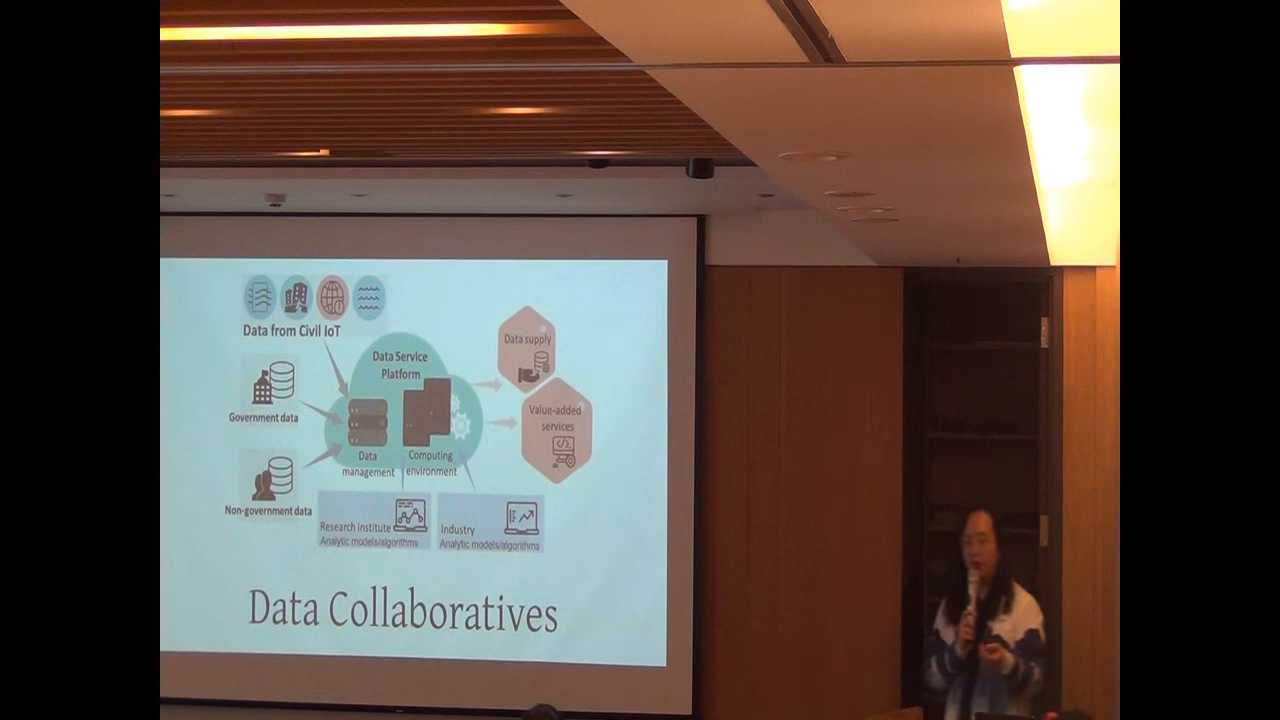 Data from Civil IoT
Data Service
Platform
Data supply
Government data
Value-added
services
Data
management
Computing
environment
Non-government data
Research institute
Analytic models/algorithms
Industry
Analytic models/algorithms
Data Collaboratives